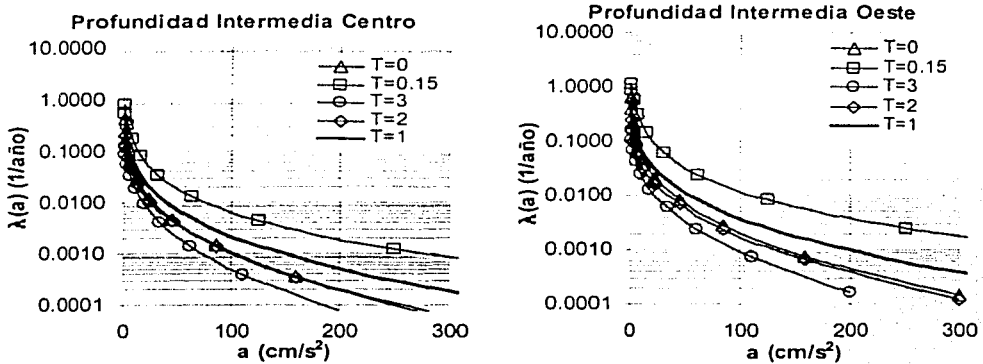 Profundidad Intermedia Centro
10.0000
1.0000
0.1000
0.0100
0.0010
0.0001
λ(a) (1/año)
T=0
T=0.15
T=3
T=2
T=1
0 100 200 300
a (cm/s²)
Profundidad Intermedia Oeste
10.0000
1.0000
0.1000
0.0100
0.0010
0.0001
λ(a) (1/año)
T=0
T=0.15
T=3
T=2
T=1
0 100 200 300
a (cm/s²)